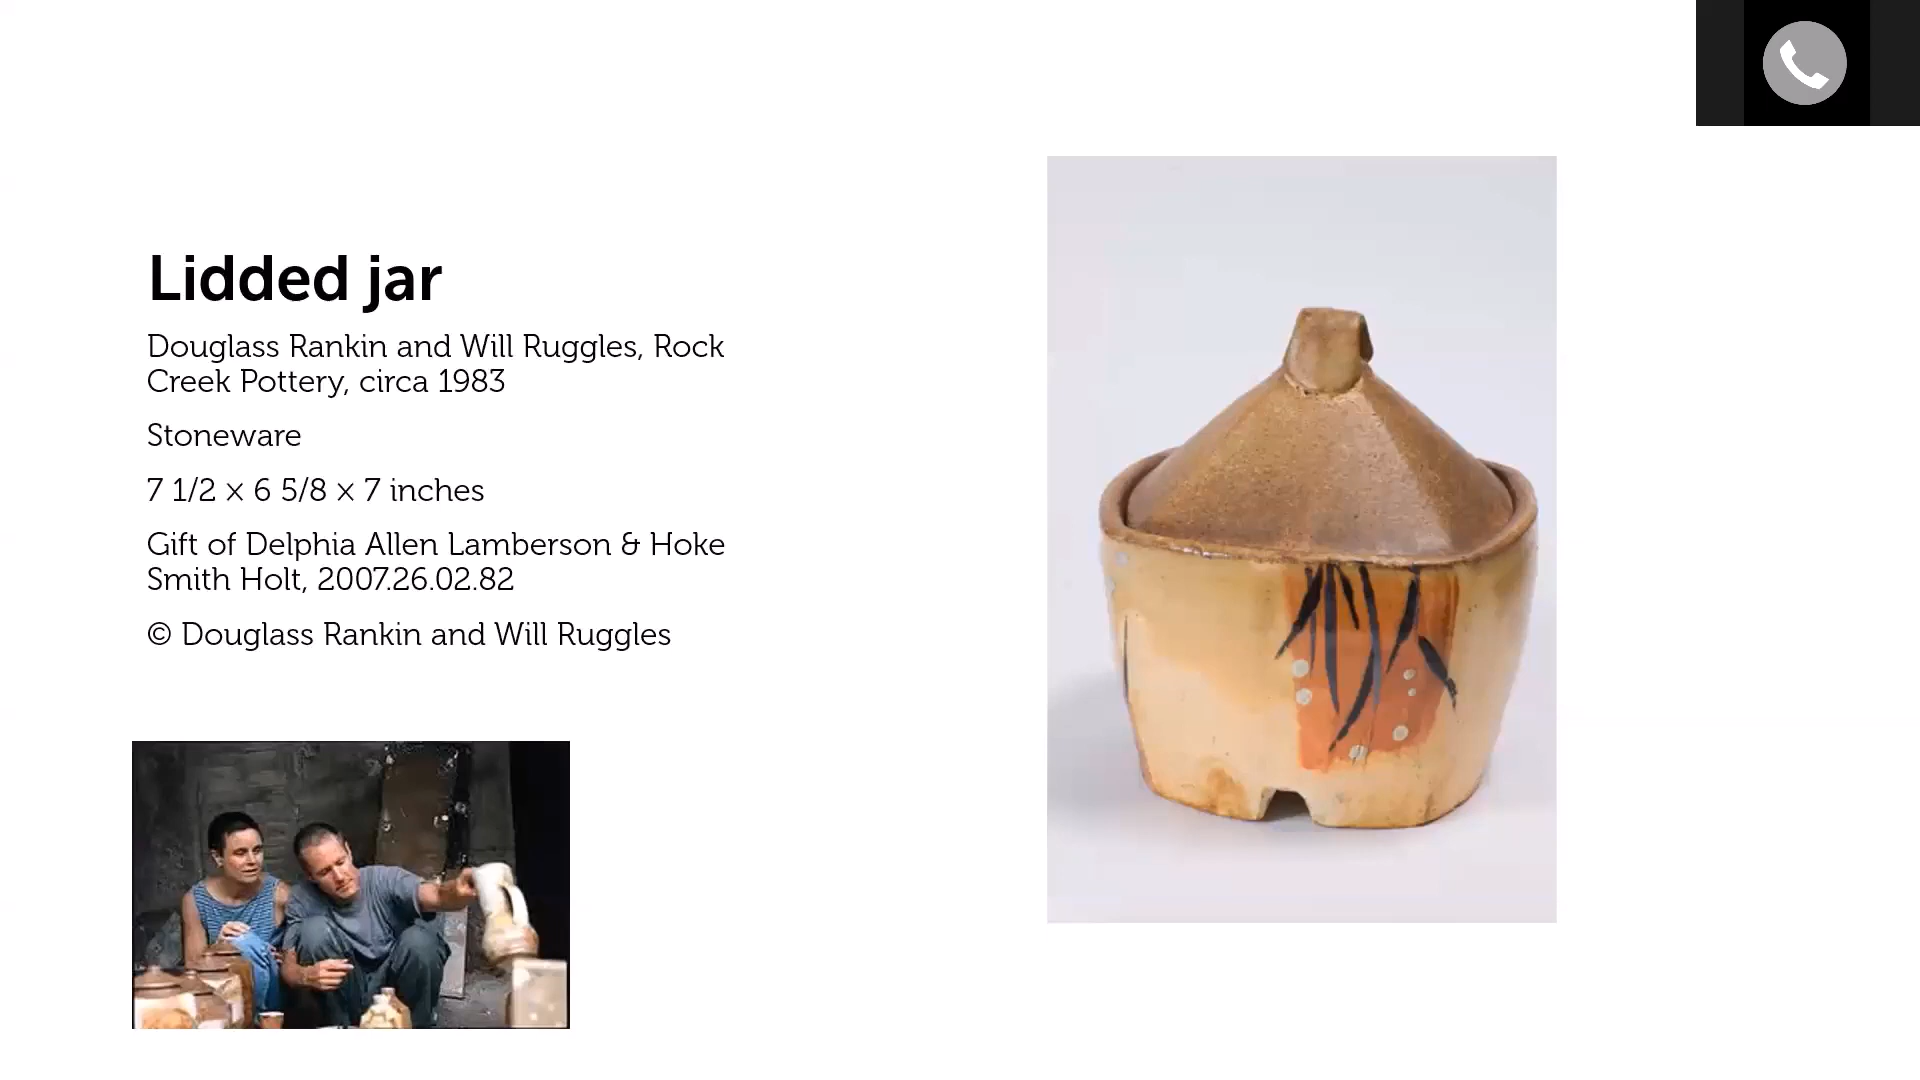 Lidded jar
Douglass Rankin and Will Ruggles, Rock
Creek Pottery, circa 1983
Stoneware
7 1/2 × 6 5/8 × 7 inches
Gift of Delphia Allen Lamberson & Hoke
Smith Holt, 2007.26.02.82
© Douglass Rankin and Will Ruggles